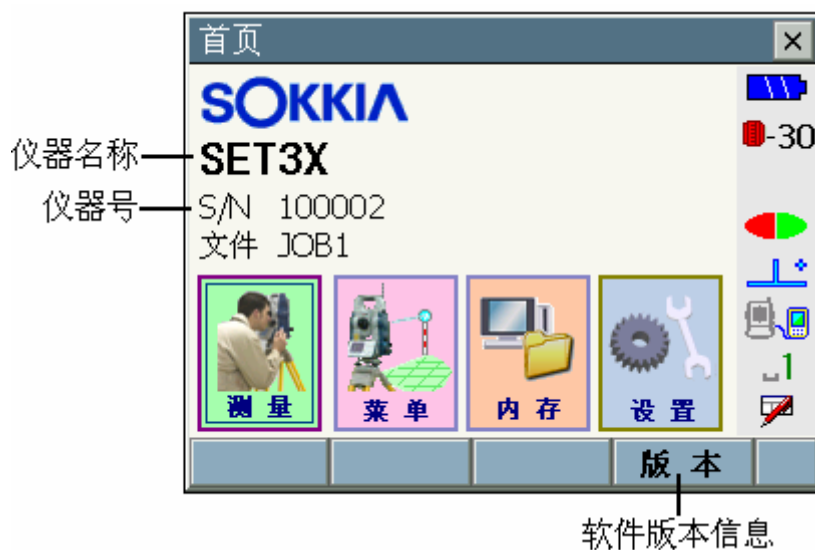 首页
SOKKIA
仪器名称
SET3X
-30
仪器号
S/N 100002
文件 JOB1
1
测量
菜单
内存
设置
版本
软件版本信息